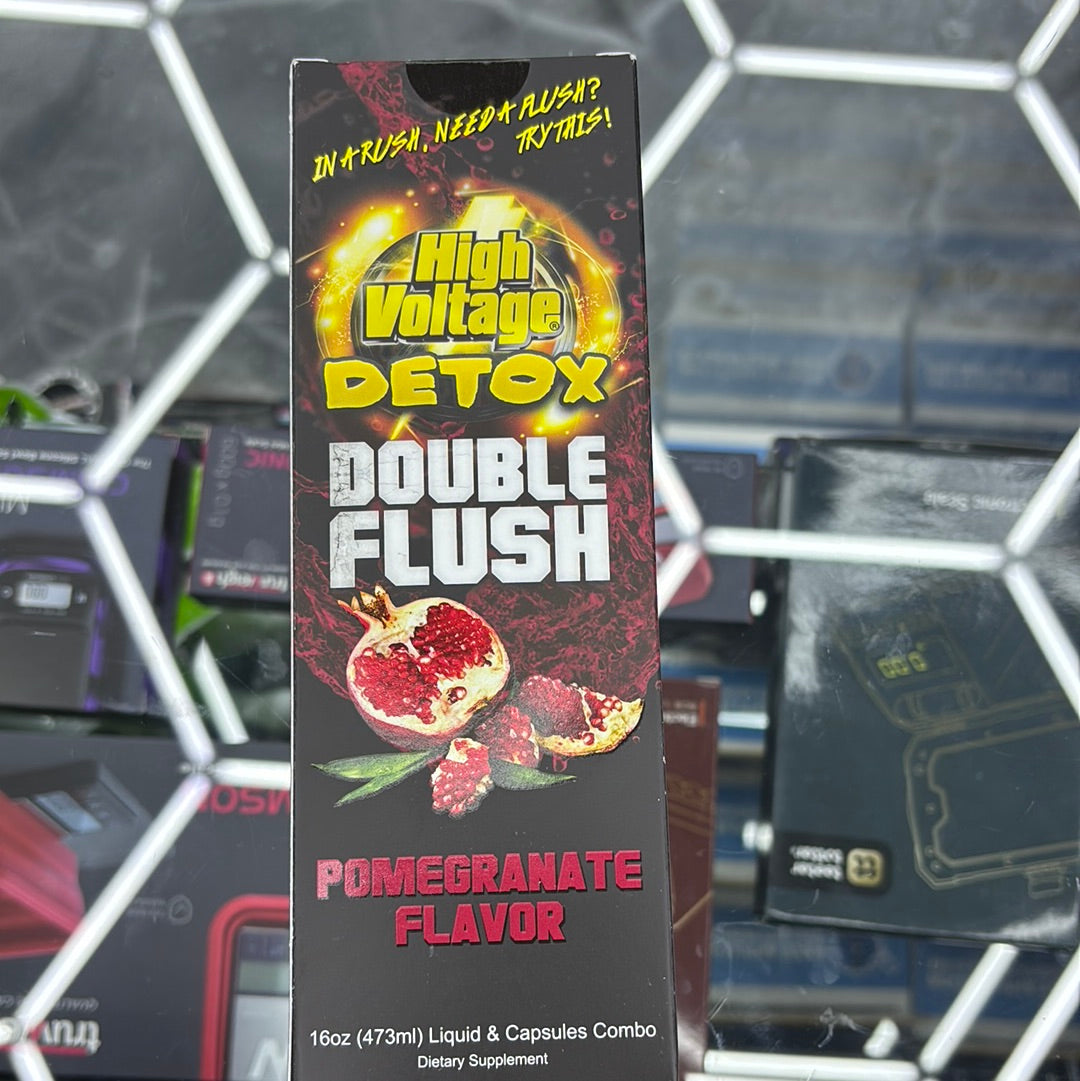 IN A RUSH, NEED A FLUSH?
TRY THIS!
High
Voltage®
DETOX
DOUBLE
FLUSH
POMEGRANATE
FLAVOR
16oz (473ml) Liquid & Capsules Combo
Dietary Supplement